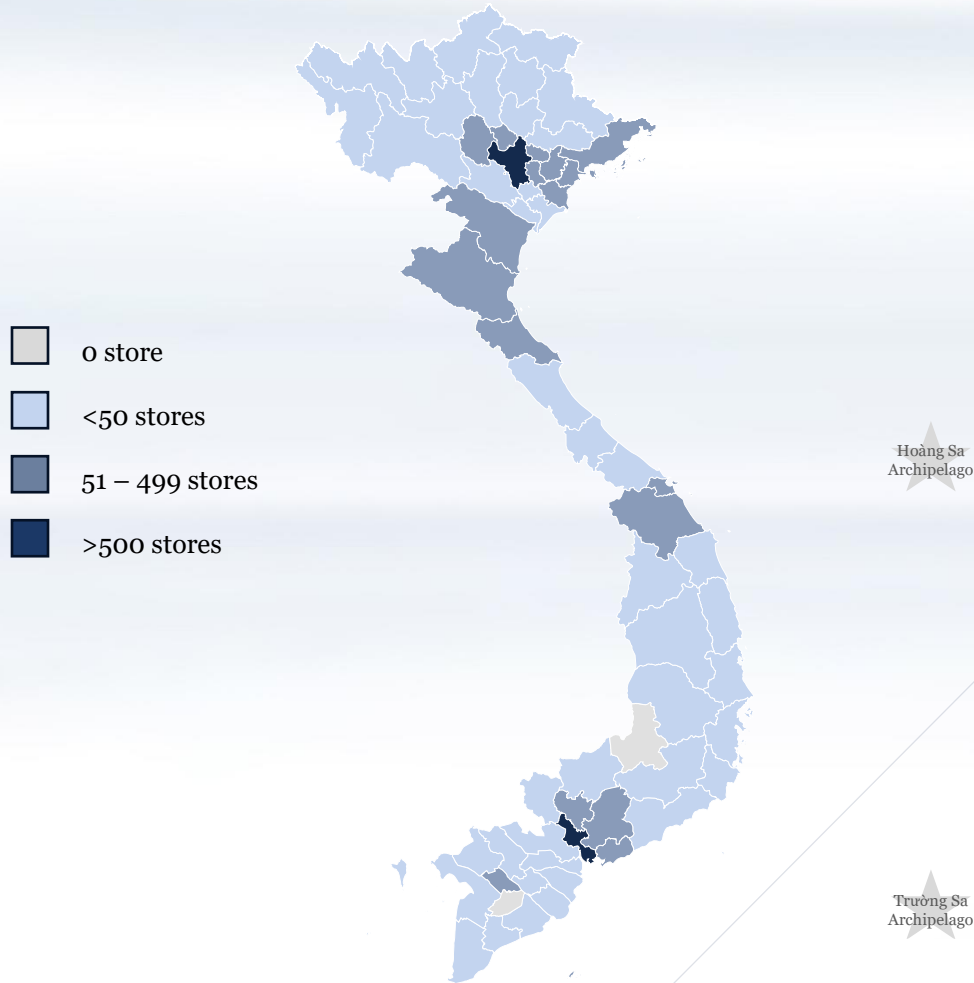 0 store
<50 stores
51 – 499 stores
>500 stores
Hoàng Sa
Archipelago
Trường Sa
Archipelago